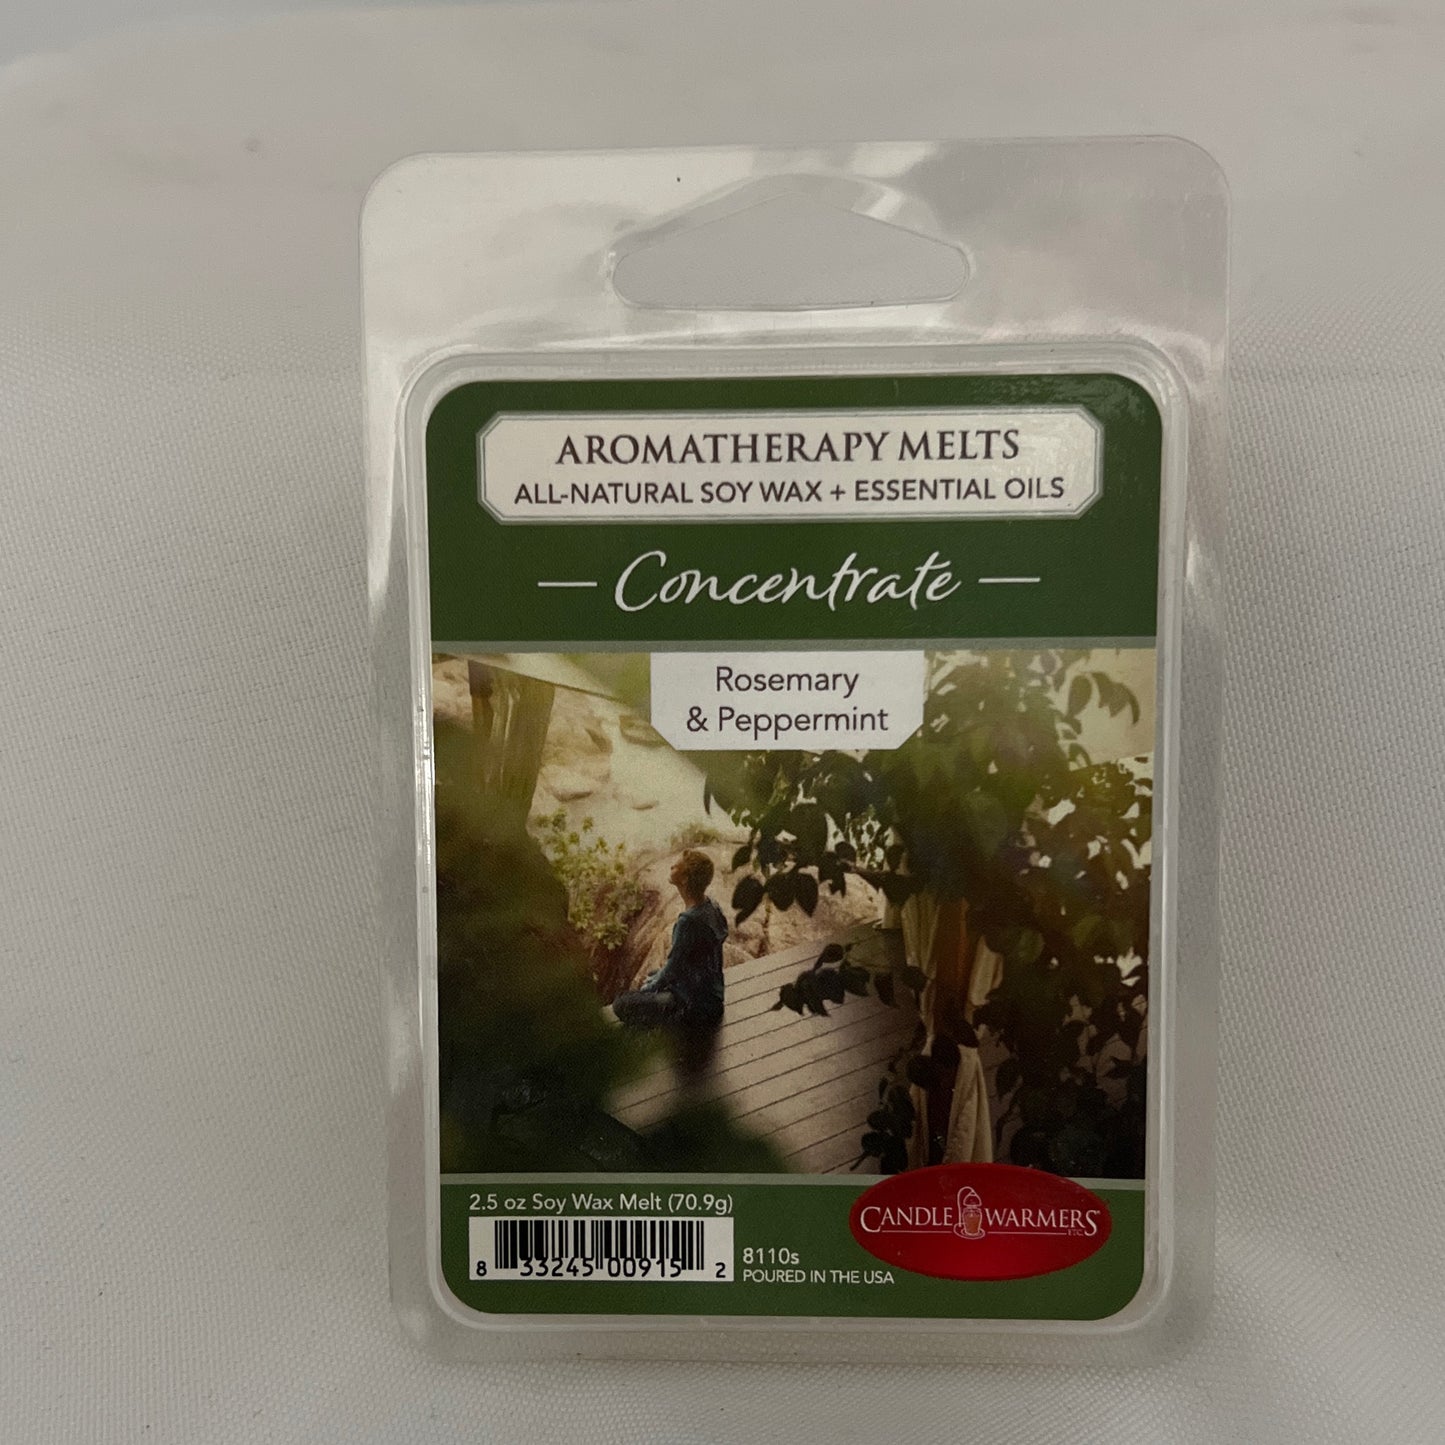 AROMATHERAPY MELTS
ALL-NATURAL SOY WAX + ESSENTIAL OILS
— Concentrate —
Rosemary
& Peppermint
2.5 oz Soy Wax Melt (70.9g)
8 33245 00915 2
8110s
POURED IN THE USA
CANDLE WARMERS
ETC.